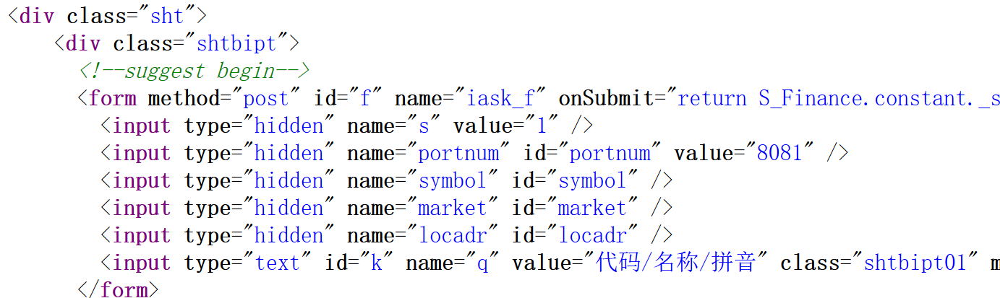 <div class="sht">
<div class="shtbipt">
<!--suggest begin-->
<form method="post" id="f" name="iask_f" onSubmit="return S_Finance.constant._s
<input type="hidden" name="s" value="1" />
<input type="hidden" name="portnum" id="portnum" value="8081" />
<input type="hidden" name="symbol" id="symbol" />
<input type="hidden" name="market" id="market" />
<input type="hidden" name="locadr" id="locadr" />
<input type="text" id="k" name="q" value="代码/名称/拼音" class="shtbipt01" m
</form>